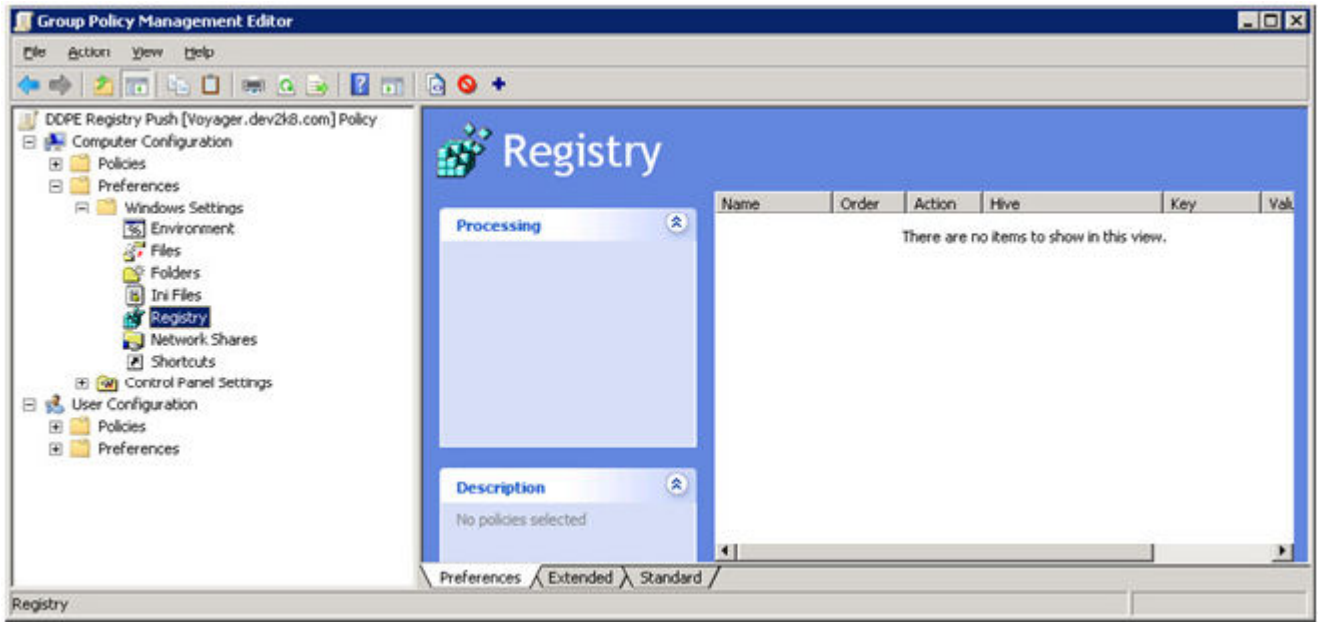 Group Policy Management Editor
File Action View Help
DDPE Registry Push [Voyager.dev2k8.com] Policy
Computer Configuration
Policies
Preferences
Windows Settings
Environment
Files
Folders
Ini Files
Registry
Network Shares
Shortcuts
Control Panel Settings
User Configuration
Policies
Preferences
Registry
Processing
Description
No policies selected
Name Order Action Hive Key Valu
There are no items to show in this view.
Preferences Extended Standard
Registry